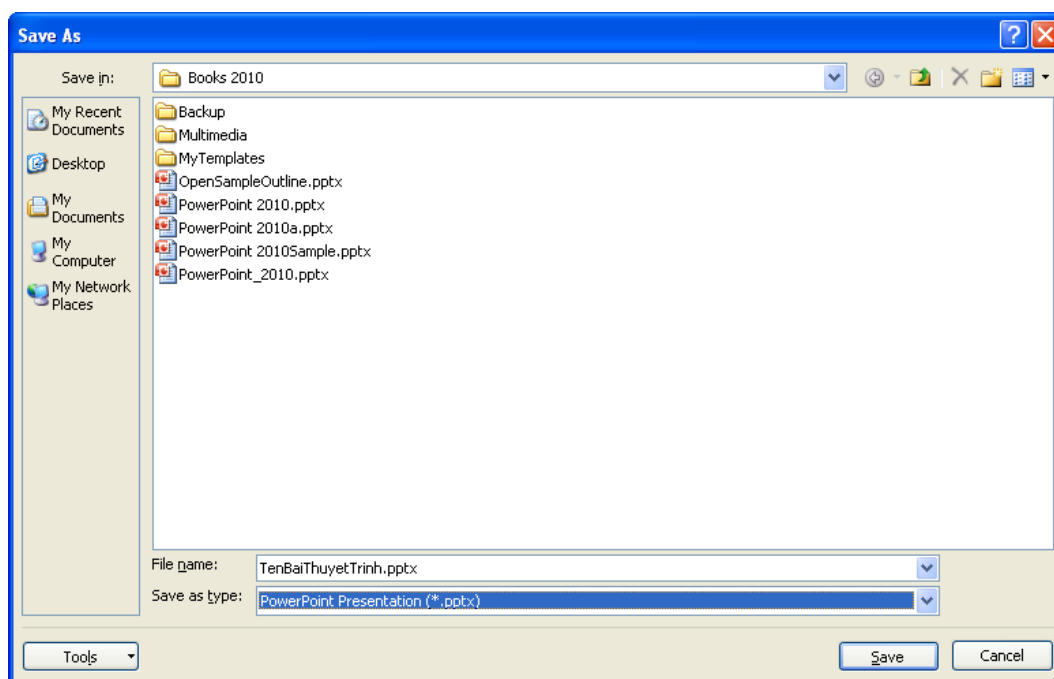 Save As
Save in:
Books 2010
My Recent
Documents
Desktop
My
Documents
My
Computer
My Network
Places
Backup
Multimedia
MyTemplates
OpenSampleOutline.pptx
PowerPoint 2010.pptx
PowerPoint 2010a.pptx
PowerPoint 2010Sample.pptx
PowerPoint_2010.pptx
File name:
TenBaiThuyetTrinh.pptx
Save as type:
PowerPoint Presentation (*.pptx)
Tools
Save
Cancel